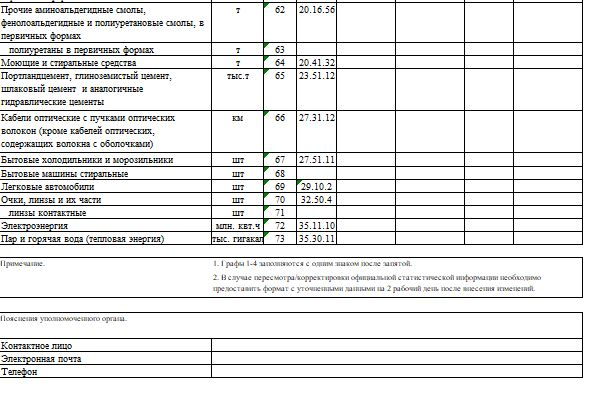 Прочие аминоальдегидные смолы, т 62 20.16.56
фенолоальдегидные и полиуретановые смолы, в
первичных формах
полиуретаны в первичных формах т 63
Моющие и стиральные средства т 64 20.41.32
Портландцемент, глиноземистый цемент, тыс.т 65 23.51.12
шлаковый цемент и аналогичные
гидравлические цементы
Кабели оптические с пучками оптических км 66 27.31.12
волокон (кроме кабелей оптических,
содержащих волокна с оболочками)
Бытовые холодильники и морозильники шт 67 27.51.11
Бытовые машины стиральные шт 68
Легковые автомобили шт 69 29.10.2
Очки, линзы и их части шт 70 32.50.4
линзы контактные шт 71
Электроэнергия млн. квт.ч 72 35.11.10
Пар и горячая вода (тепловая энергия) тыс. гигакал 73 35.30.11
Примечание. 1. Графы 1-4 заполняются с одним знаком после запятой.
2. В случае пересмотра/корректировки официальной статистической информации необходимо
предоставить формат с уточненными данными на 2 рабочий день после внесения изменений.
Пояснения уполномоченного органа.
Контактное лицо
Электронная почта
Телефон